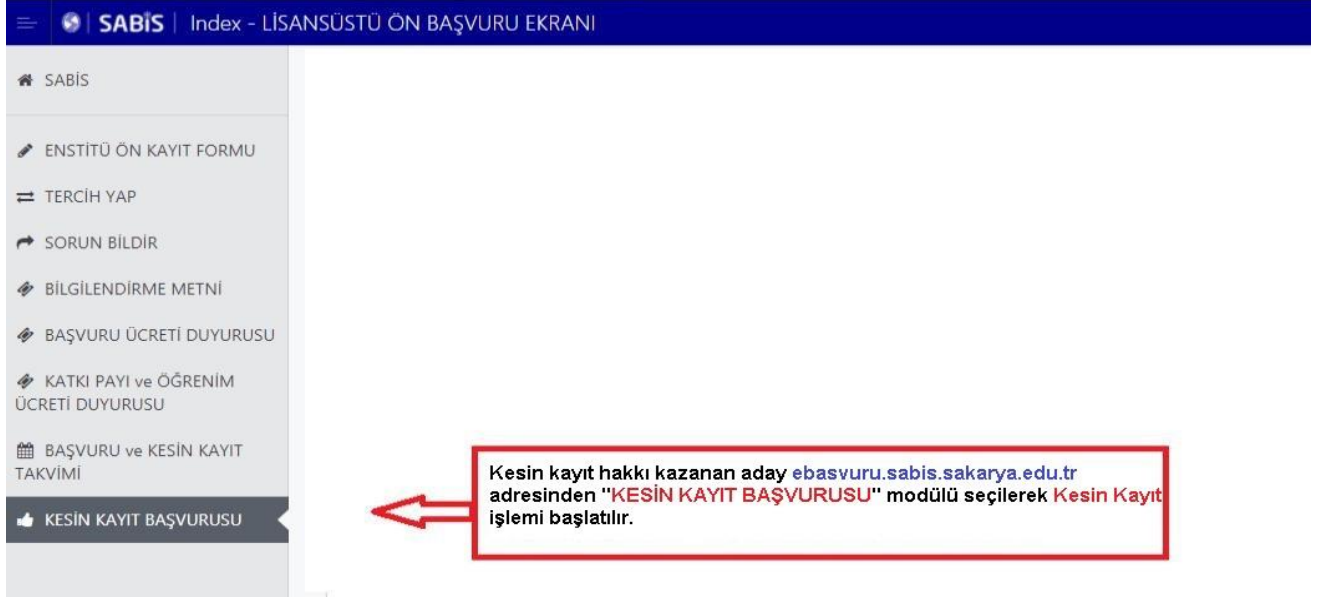 SABİS | Index - LİSANSÜSTÜ ÖN BAŞVURU EKRANI
SABİS
ENSTİTÜ ÖN KAYIT FORMU
TERCİH YAP
SORUN BİLDİR
BİLGİLENDİRME METNİ
BAŞVURU ÜCRETİ DUYURUSU
KATKI PAYI ve ÖĞRENİM
ÜCRETİ DUYURUSU
BAŞVURU ve KESİN KAYIT
TAKVİMİ
KESİN KAYIT BAŞVURUSU
Kesin kayıt hakkı kazanan aday ebasvuru.sabis.sakarya.edu.tr
adresinden "KESİN KAYIT BAŞVURUSU" modülü seçilerek Kesin Kayıt
işlemi başlatılır.